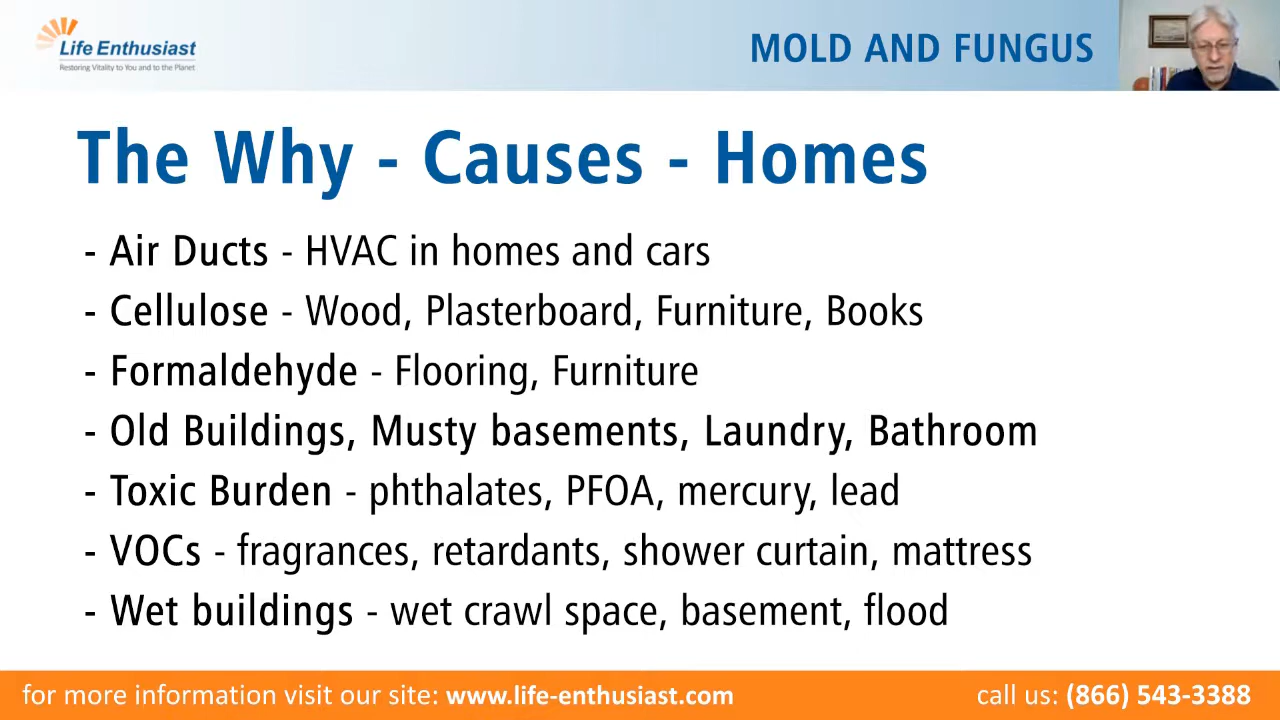 Life Enthusiast
Restoring Vitality to You and to the Planet
MOLD AND FUNGUS
The Why - Causes - Homes
- Air Ducts - HVAC in homes and cars
- Cellulose - Wood, Plasterboard, Furniture, Books
- Formaldehyde - Flooring, Furniture
- Old Buildings, Musty basements, Laundry, Bathroom
- Toxic Burden - phthalates, PFOA, mercury, lead
- VOCs - fragrances, retardants, shower curtain, mattress
- Wet buildings - wet crawl space, basement, flood
for more information visit our site: www.life-enthusiast.com
call us: (866) 543-3388